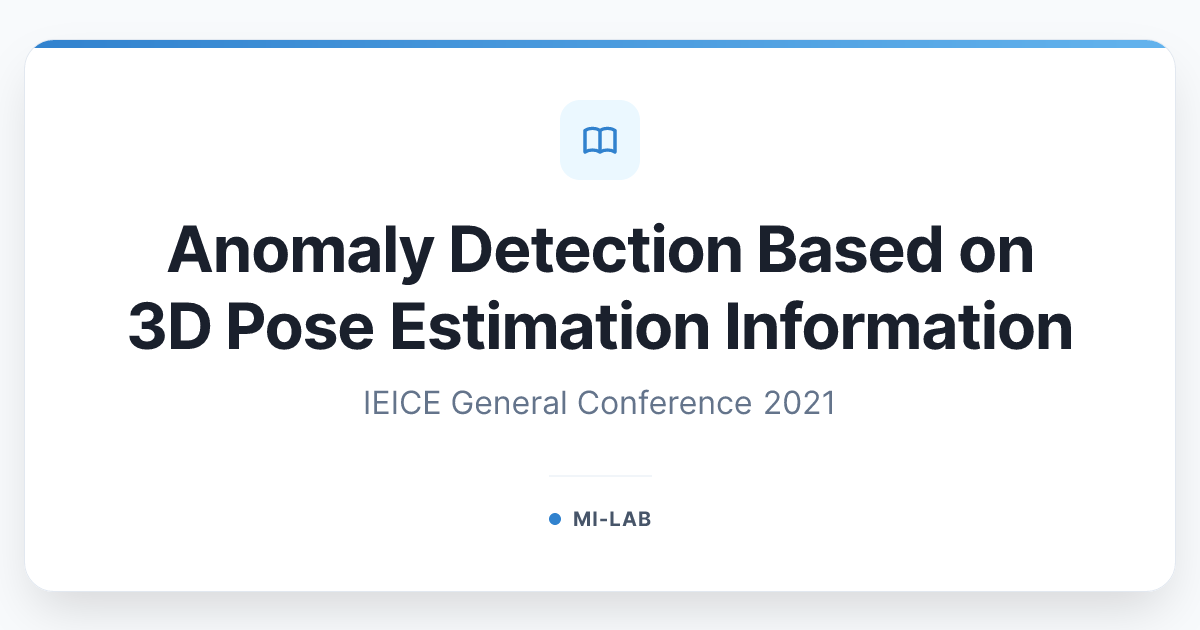 Anomaly Detection Based on
3D Pose Estimation Information
IEICE General Conference 2021
MI-LAB